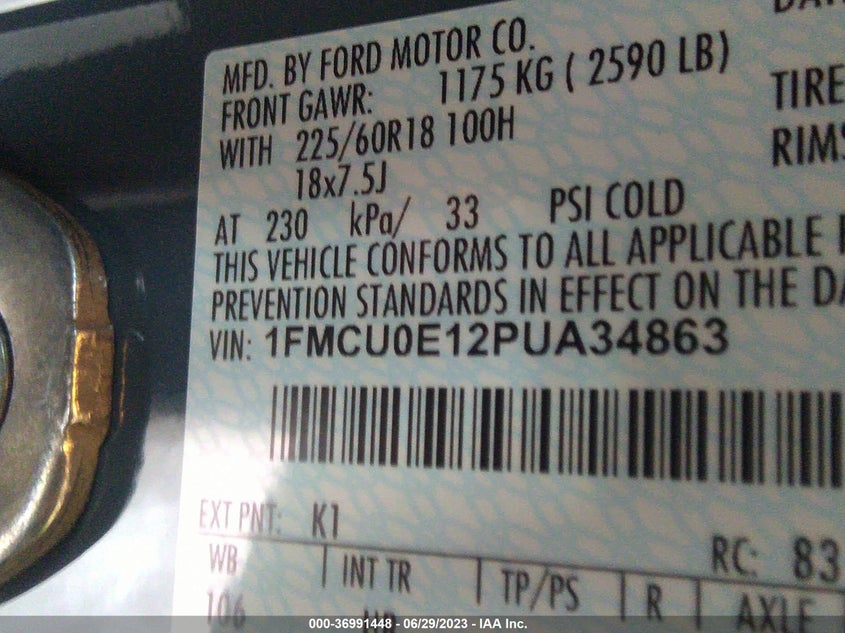 MFD. BY FORD MOTOR CO.
FRONT GAWR: 1175 KG ( 2590 LB)
TIRE
WITH 225/60R18 100H
RIMS
18x7.5J
AT 230 kPa/ 33 PSI COLD
THIS VEHICLE CONFORMS TO ALL APPLICABLE
PREVENTION STANDARDS IN EFFECT ON THE DA
VIN: 1FMCU0E12PUA34863
EXT PNT: K1
RC: 83
WB INT TR TP/PS R AXLE
106
000-36991448 - 06/29/2023 - IAA Inc.